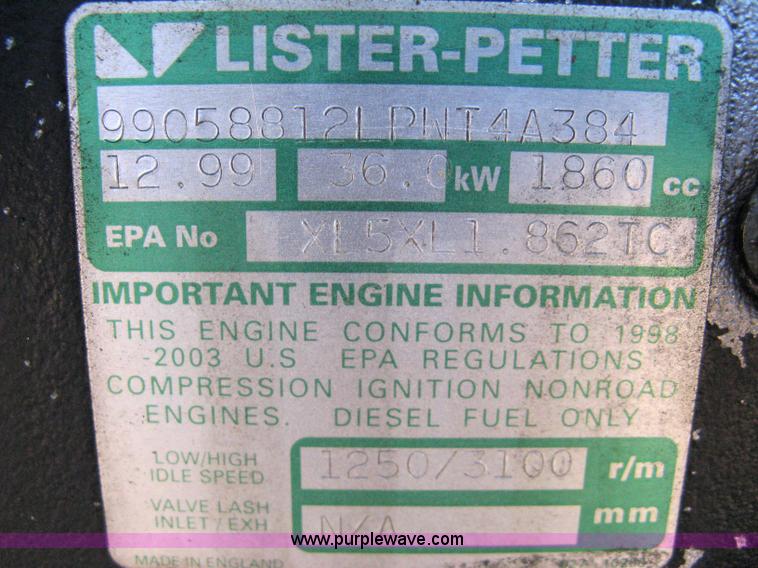 LISTER-PETTER
99058812LPWT4A384
12.99 36.0 kW 1860 cc
EPA No XL5XL1.862TC
IMPORTANT ENGINE INFORMATION
THIS ENGINE CONFORMS TO 1998
-2003 U.S EPA REGULATIONS
COMPRESSION IGNITION NONROAD
ENGINES. DIESEL FUEL ONLY
LOW/HIGH
IDLE SPEED 1250/3100 r/m
VALVE LASH
INLET/EXH N/A mm
www.purplewave.com
MADE IN ENGLAND